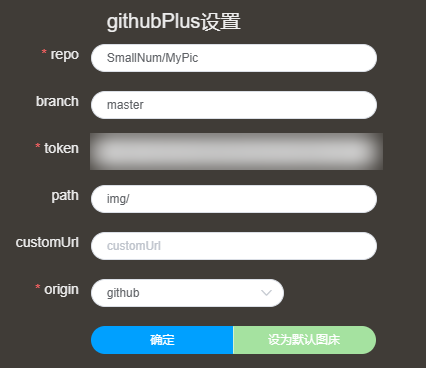 githubPlus设置
* repo SmallNum/MyPic
branch master
* token
path img/
customUrl customUrl
* origin github
确定 设为默认图床